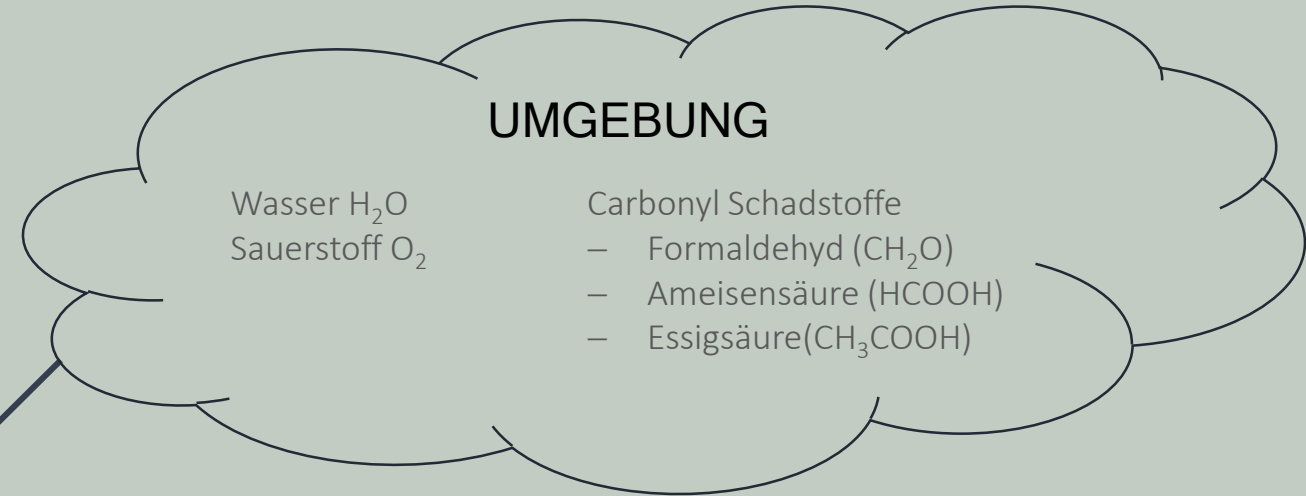 UMGEBUNG
Wasser H₂O
Sauerstoff O₂
Carbonyl Schadstoffe
– Formaldehyd (CH₂O)
– Ameisensäure (HCOOH)
– Essigsäure(CH₃COOH)